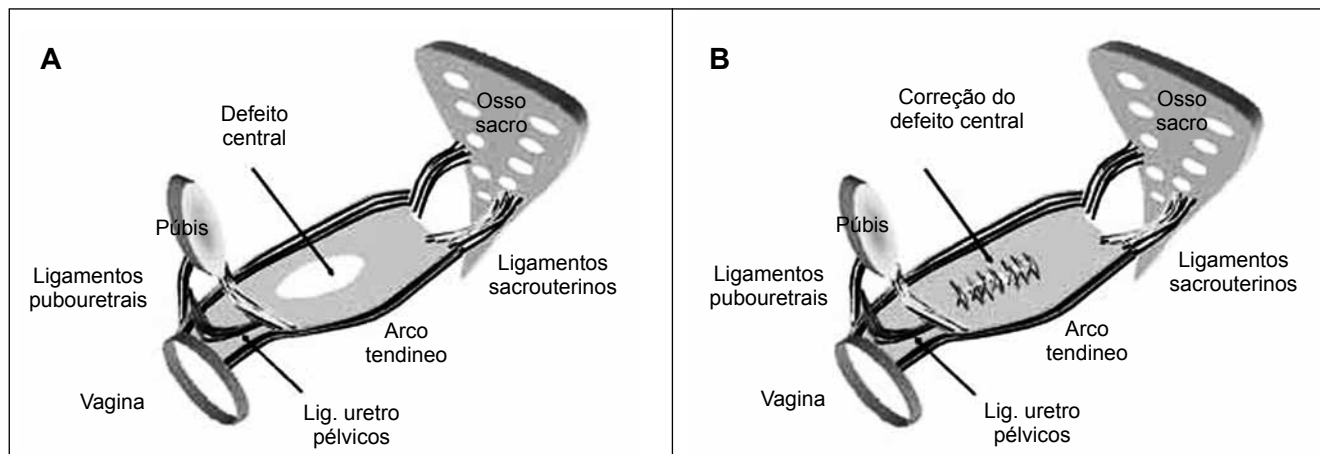 A
Defeito
central
Osso
sacro
Púbis
Ligamentos
pubouretrais
Ligamentos
sacrouterinos
Arco
tendineo
Vagina
Lig. uretro
pélvicos
B
Correção do
defeito central
Osso
sacro
Púbis
Ligamentos
pubouretrais
Ligamentos
sacrouterinos
Arco
tendineo
Vagina
Lig. uretro
pélvicos